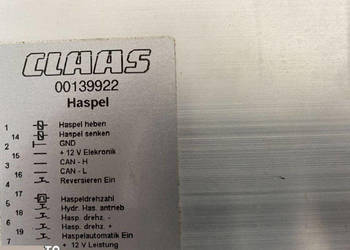 CLAAS
00139922
Haspel
1 Haspel heben
14 Haspel senken
2 GND
15 + 12 V Elekronik
3 CAN - H
16 CAN - L
4 Reversieren Ein
17 Haspeldrehzahl
5 Hydr. Has. antrieb
18 Hasp. drehz. -
6 Hasp. drehz. +
19 Haspelautomatik Ein
7 + 12 V Leistung